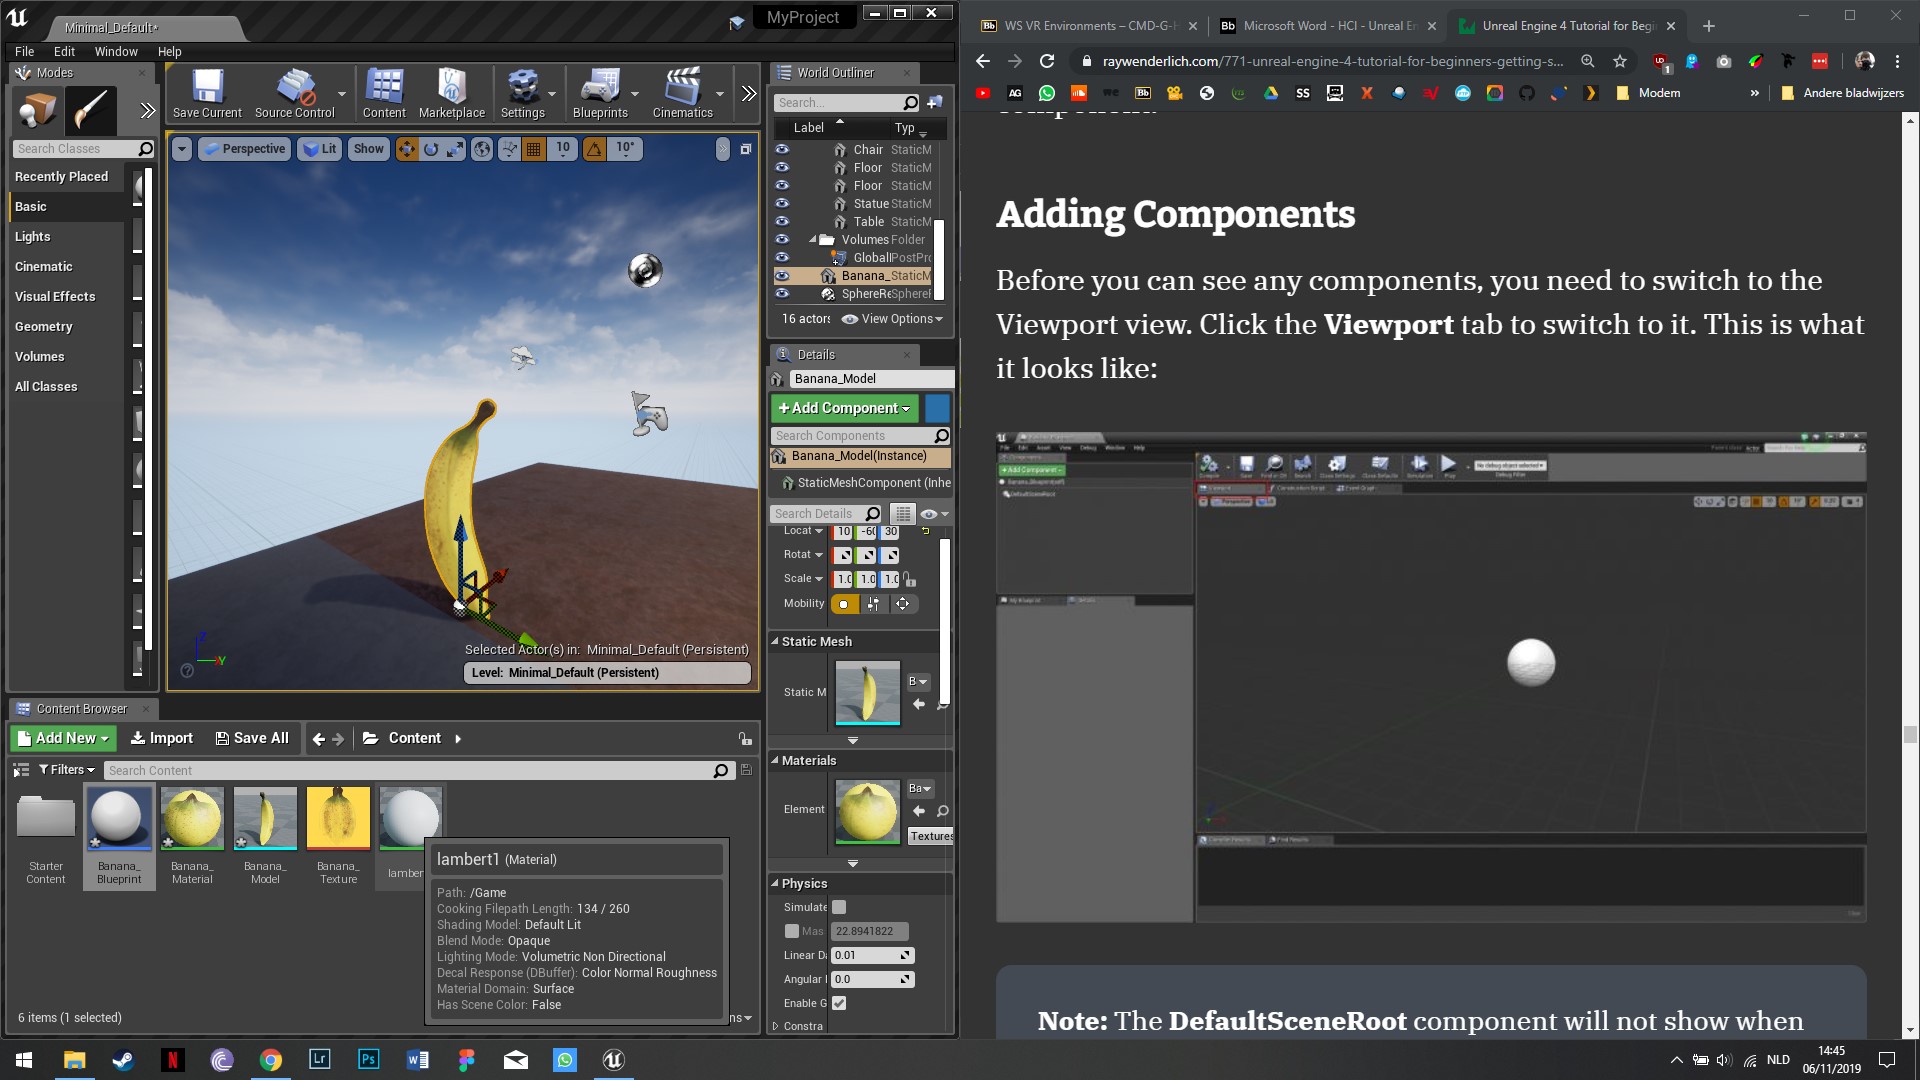 Minimal_Default*
MyProject
File Edit Window Help
Modes
Search Classes
Recently Placed
Basic
Lights
Cinematic
Visual Effects
Geometry
Volumes
All Classes
Save Current
Source Control
Content
Marketplace
Settings
Blueprints
Cinematics
Perspective
Lit
Show
10
10°
Selected Actor(s) in: Minimal_Default (Persistent)
Level: Minimal_Default (Persistent)
World Outliner
Search...
Label Typ
Chair StaticM
Floor StaticM
Floor StaticM
Statue StaticM
Table StaticM
Volumes Folder
Globall PostPro
Banana_ StaticM
SphereRe SphereF
16 actors View Options
Details
Banana_Model
+ Add Component
Search Components
Banana_Model(Instance)
StaticMeshComponent (Inhe
Search Details
Locat 10 -60 30
Rotat
Scale 1.0 1.0 1.0
Mobility
Static Mesh
Static M
B
Materials
Element
Ba
Textures
Physics
Simulate
Mas 22.8941822
Linear D 0.01
Angular 0.0
Enable G
Constra
Content Browser
Add New Import Save All Content
Filters Search Content
Starter Content
Banana_ Blueprint
Banana_ Material
Banana_ Model
Banana_ Texture
lamber
lambert1 (Material)
Path: /Game
Cooking Filepath Length: 134 / 260
Shading Model: Default Lit
Blend Mode: Opaque
Lighting Mode: Volumetric Non Directional
Decal Response (DBuffer): Color Normal Roughness
Material Domain: Surface
Has Scene Color: False
6 items (1 selected)
ns
WS VR Environments – CMD-G-H
Microsoft Word - HCI - Unreal En
Unreal Engine 4 Tutorial for Begi
raywenderlich.com/771-unreal-engine-4-tutorial-for-beginners-getting-s...
Modem
Andere bladwijzers
Adding Components
Before you can see any components, you need to switch to the
Viewport view. Click the Viewport tab to switch to it. This is what
it looks like:
+ Add Component
DefaultSceneRoot
Note: The DefaultSceneRoot component will not show when
NLD
14:45
06/11/2019